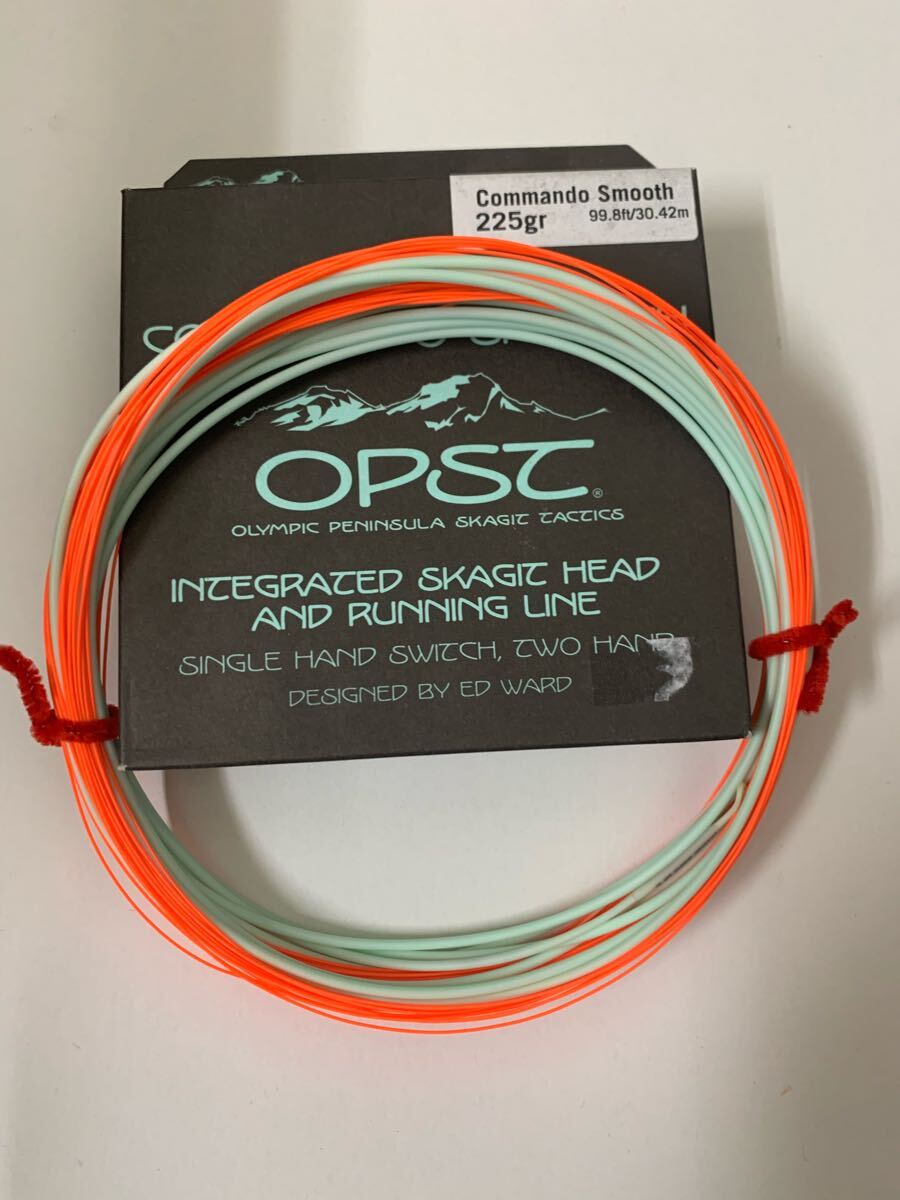 Commando Smooth
225gr 99.8ft/30.42m
OPST®
OLYMPIC PENINSULA SKAGIT TACTICS
INTEGRATED SKAGIT HEAD
AND RUNNING LINE
SINGLE HAND SWITCH, TWO HAND
DESIGNED BY ED WARD